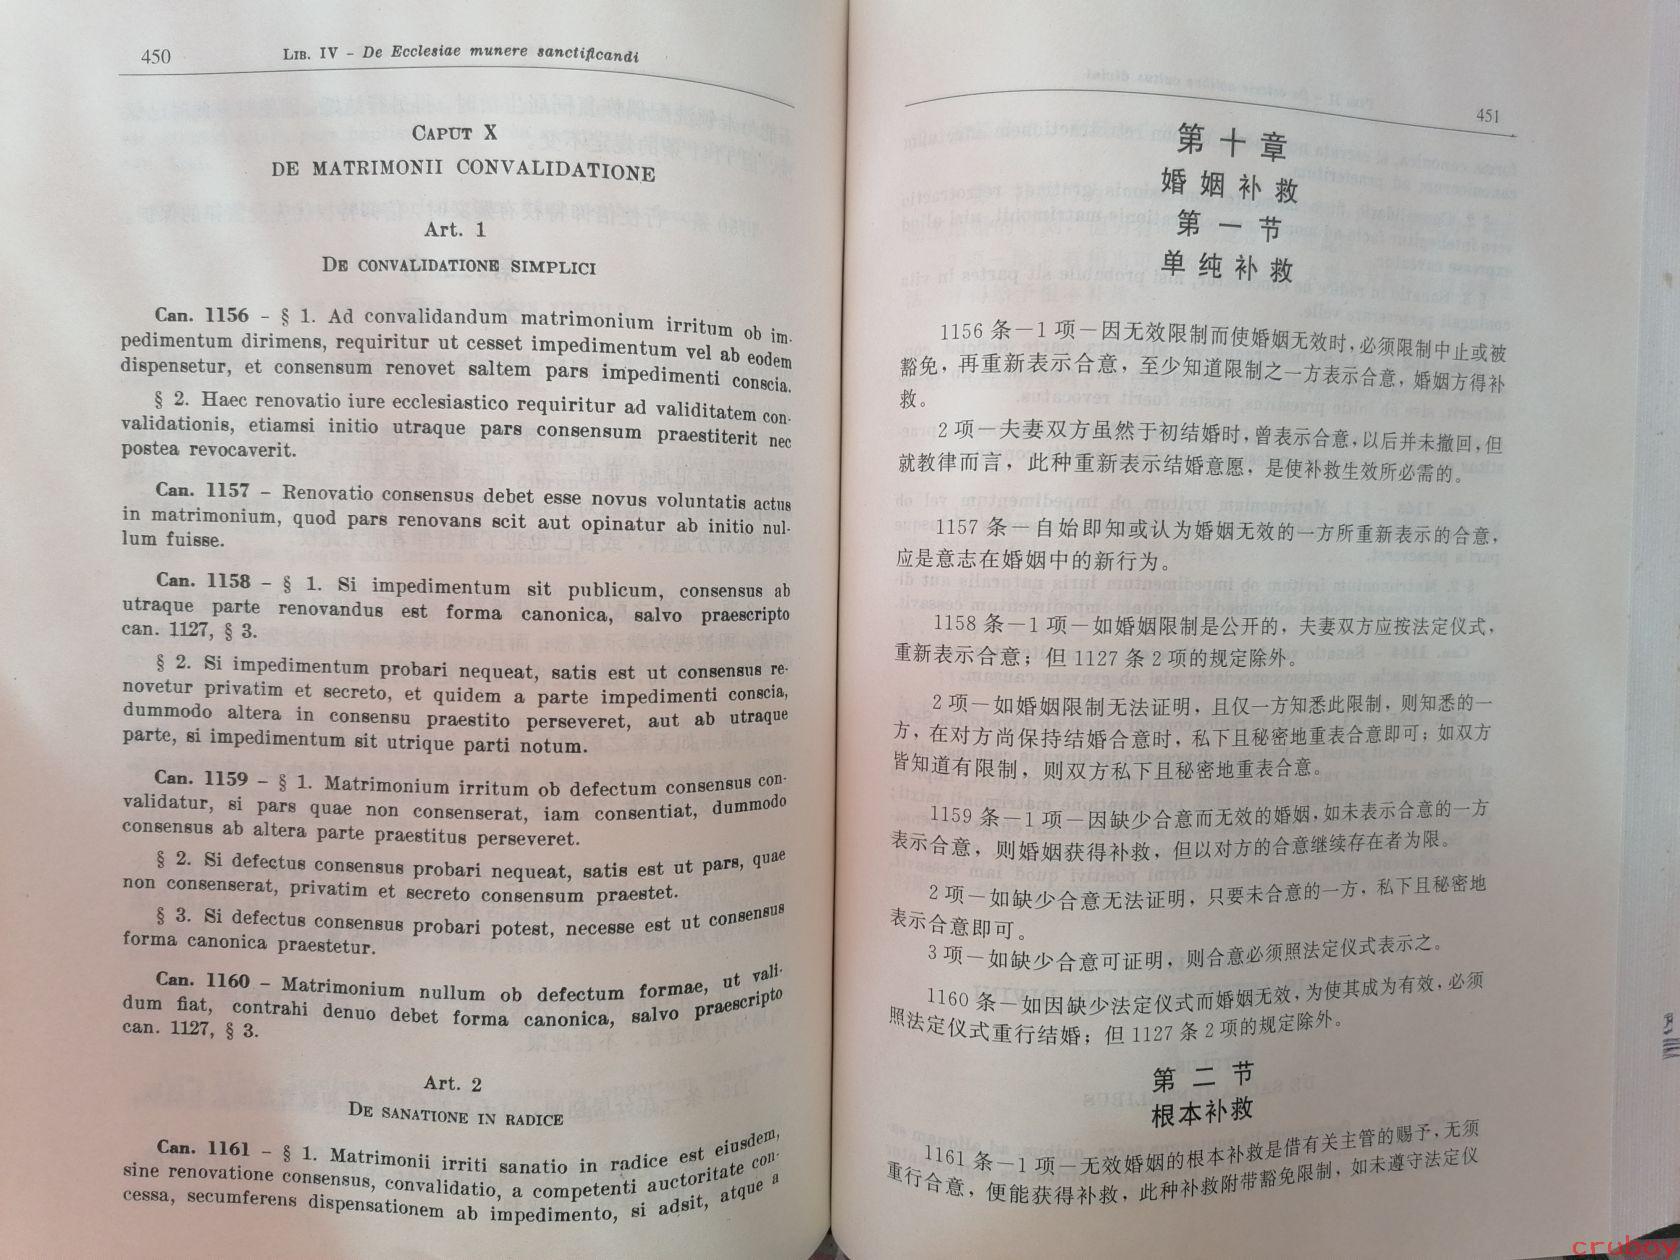 450 LIB. IV – De Ecclesiae munere sanctificandi
CAPUT X
DE MATRIMONII CONVALIDATIONE
Art. 1
DE CONVALIDATIONE SIMPLICI
Can. 1156 – § 1. Ad convalidandum matrimonium irritum ob im-
pedimentum dirimens, requiritur ut cesset impedimentum vel ab eodem
dispensetur, et consensum renovet saltem pars impedimenti conscia.
§ 2. Haec renovatio iure ecclesiastico requiritur ad validitatem con-
validationis, etiamsi initio utraque pars consensum praestiterit nec
postea revocaverit.
Can. 1157 – Renovatio consensus debet esse novus voluntatis actus
in matrimonium, quod pars renovans scit aut opinatur ab initio nul-
lum fuisse.
Can. 1158 – § 1. Si impedimentum sit publicum, consensus ab
utraque parte renovandus est forma canonica, salvo praescripto
can. 1127, § 3.
§ 2. Si impedimentum probari nequeat, satis est ut consensus re-
novetur privatim et secreto, et quidem a parte impedimenti conscia,
dummodo altera in consensu praestito perseveret, aut ab utraque
parte, si impedimentum sit utrique parti notum.
Can. 1159 – § 1. Matrimonium irritum ob defectum consensus con-
validatur, si pars quae non consenserat, iam consentiat, dummodo
consensus ab altera parte praestitus perseveret.
§ 2. Si defectus consensus probari nequeat, satis est ut pars, quae
non consenserat, privatim et secreto consensum praestet.
§ 3. Si defectus consensus probari potest, necesse est ut consensus
forma canonica praestetur.
Can. 1160 – Matrimonium nullum ob defectum formae, ut vali-
dum fiat, contrahi denuo debet forma canonica, salvo praescripto
can. 1127, § 3.
Art. 2
DE SANATIONE IN RADICE
Can. 1161 – § 1. Matrimonii irriti sanatio in radice est eiusdem,
sine renovatione consensus, convalidatio, a competenti auctoritate con-
cessa, secumferens dispensationem ab impedimento, si adsit, atque a
451
第十章
婚姻补救
第一节
单纯补救
1156 条－1 项－因无效限制而使婚姻无效时，必须限制中止或被
豁免，再重新表示合意，至少知道限制之一方表示合意，婚姻方得补
救。
2 项－夫妻双方虽然于初结婚时，曾表示合意，以后并未撤回，但
就教律而言，此种重新表示结婚意愿，是使补救生效所必需的。
1157 条－自始即知或认为婚姻无效的一方所重新表示的合意，
应是意志在婚姻中的新行为。
1158 条－1 项－如婚姻限制是公开的，夫妻双方应按法定仪式，
重新表示合意；但 1127 条 2 项的规定除外。
2 项－如婚姻限制无法证明，且仅一方知悉此限制，则知悉的一
方，在对方尚保持结婚合意时，私下且秘密地重表合意即可；如双方
皆知道有限制，则双方私下且秘密地重表合意。
1159 条－1 项－因缺少合意而无效的婚姻，如未表示合意的一方
表示合意，则婚姻获得补救，但以对方的合意继续存在者为限。
2 项－如缺少合意无法证明，只要未合意的一方，私下且秘密地
表示合意即可。
3 项－如缺少合意可证明，则合意必须照法定仪式表示之。
1160 条－如因缺少法定仪式而婚姻无效，为使其成为有效，必须
照法定仪式重行结婚；但 1127 条 2 项的规定除外。
第二节
根本补救
1161 条－1 项－无效婚姻的根本补救是借有关主管的赐予，无须
重行合意，便能获得补救，此种补救附带豁免限制，如未遵守法定仪
cruboy